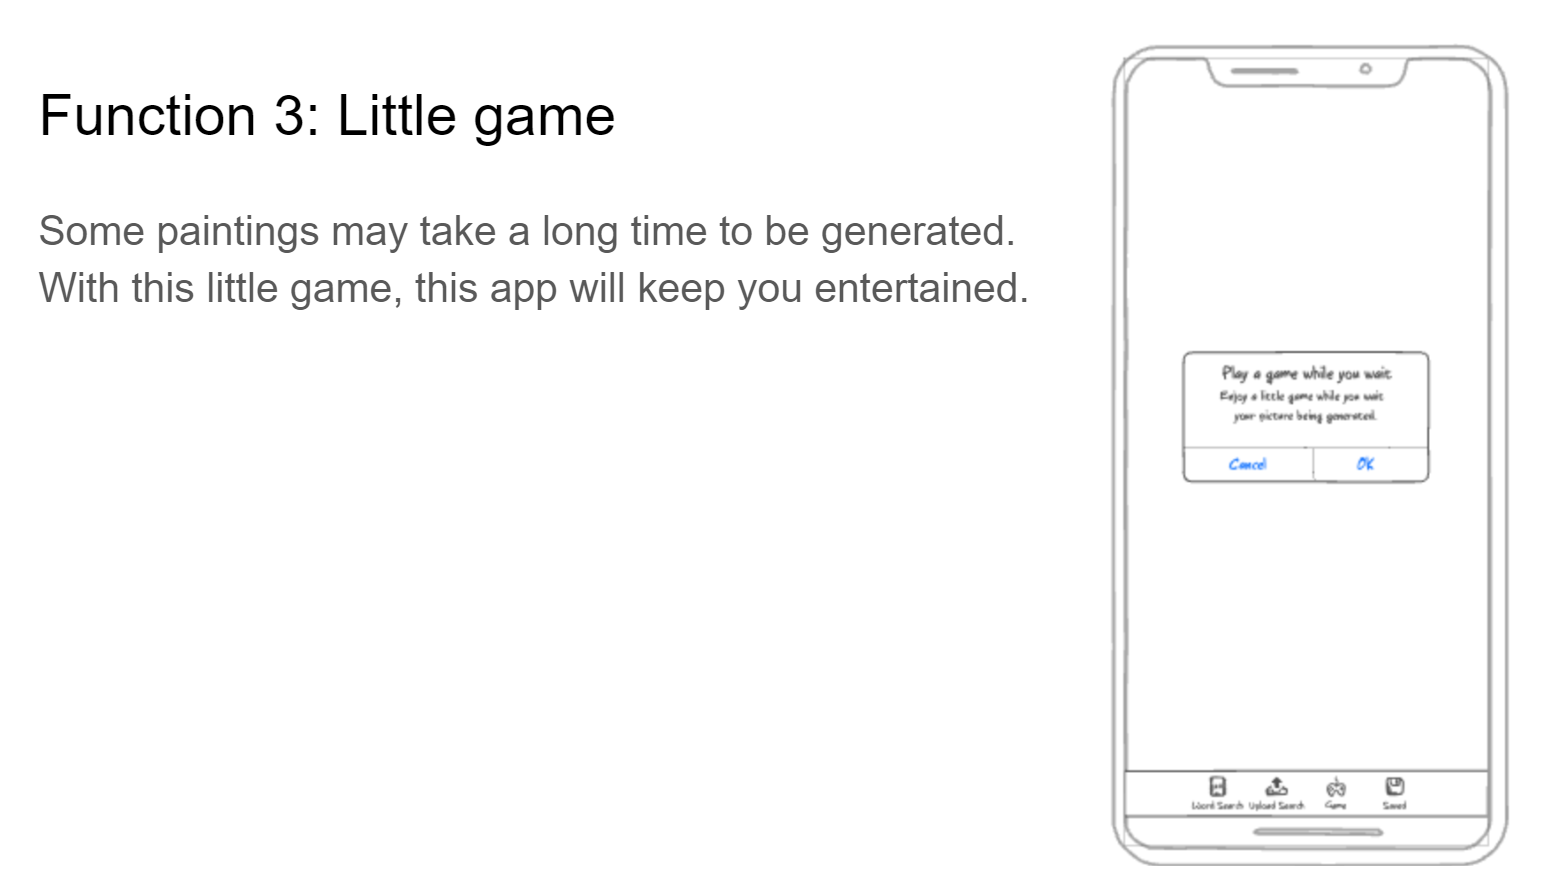 Function 3: Little game
Some paintings may take a long time to be generated.
With this little game, this app will keep you entertained.
Play a game while you wait
Enjoy a little game while you wait
your picture being generated.
Cancel OK
Word Search Upload Search Game Saved